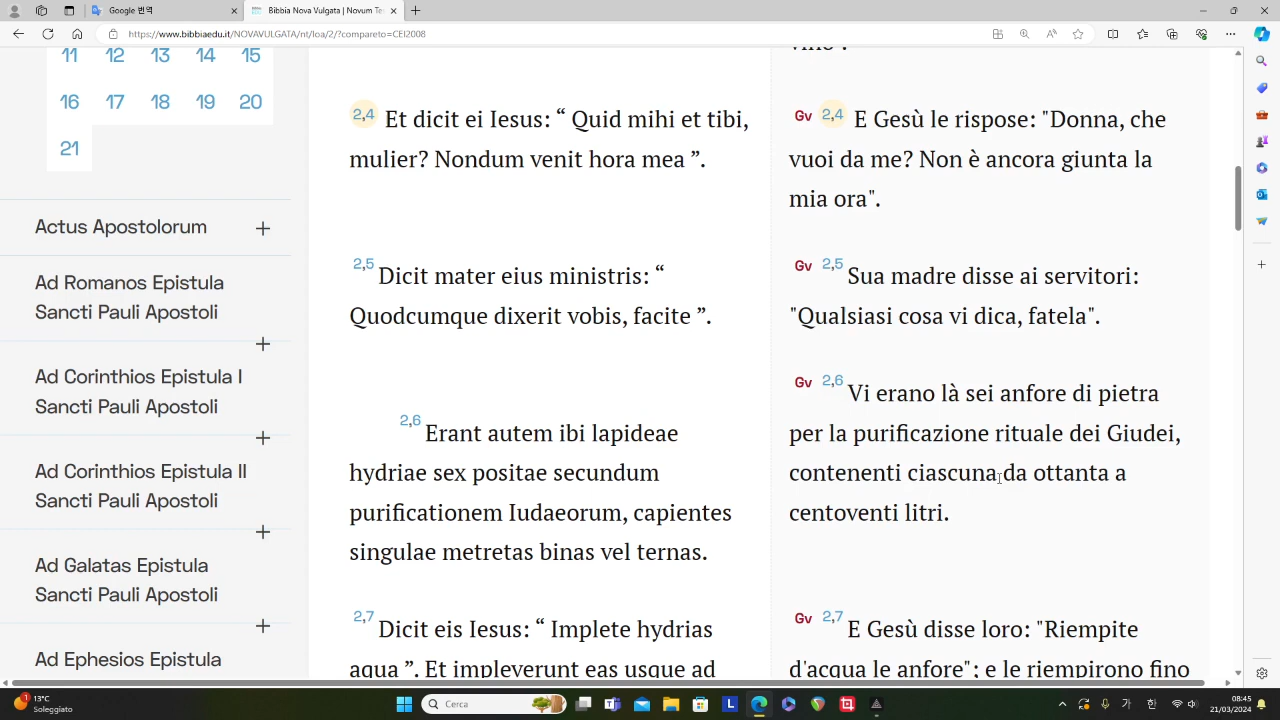 Google 번역
Bibbia Nova Vulgata | Novum Te
https://www.bibbiaedu.it/NOVAVULGATA/nt/Ioa/2/?compareto=CEI2008
11 12 13 14 15
16 17 18 19 20
21
Actus Apostolorum +
Ad Romanos Epistula
Sancti Pauli Apostoli
+
Ad Corinthios Epistula I
Sancti Pauli Apostoli
+
Ad Corinthios Epistula II
Sancti Pauli Apostoli
+
Ad Galatas Epistula
Sancti Pauli Apostoli
+
Ad Ephesios Epistula
2,4 Et dicit ei Iesus: “ Quid mihi et tibi,
mulier? Nondum venit hora mea ”.
2,5 Dicit mater eius ministris: “
Quodcumque dixerit vobis, facite ”.
2,6 Erant autem ibi lapideae
hydriae sex positae secundum
purificationem Iudaeorum, capientes
singulae metretas binas vel ternas.
2,7 Dicit eis Iesus: “ Implete hydrias
aqua ”. Et impleverunt eas usque ad
Gv 2,4 E Gesù le rispose: "Donna, che
vuoi da me? Non è ancora giunta la
mia ora".
Gv 2,5 Sua madre disse ai servitori:
"Qualsiasi cosa vi dica, fatela".
Gv 2,6 Vi erano là sei anfore di pietra
per la purificazione rituale dei Giudei,
contenenti ciascuna da ottanta a
centoventi litri.
Gv 2,7 E Gesù disse loro: "Riempite
d'acqua le anfore"; e le riempirono fino
13°C
Soleggiato
Cerca
가 한
08:45
21/03/2024